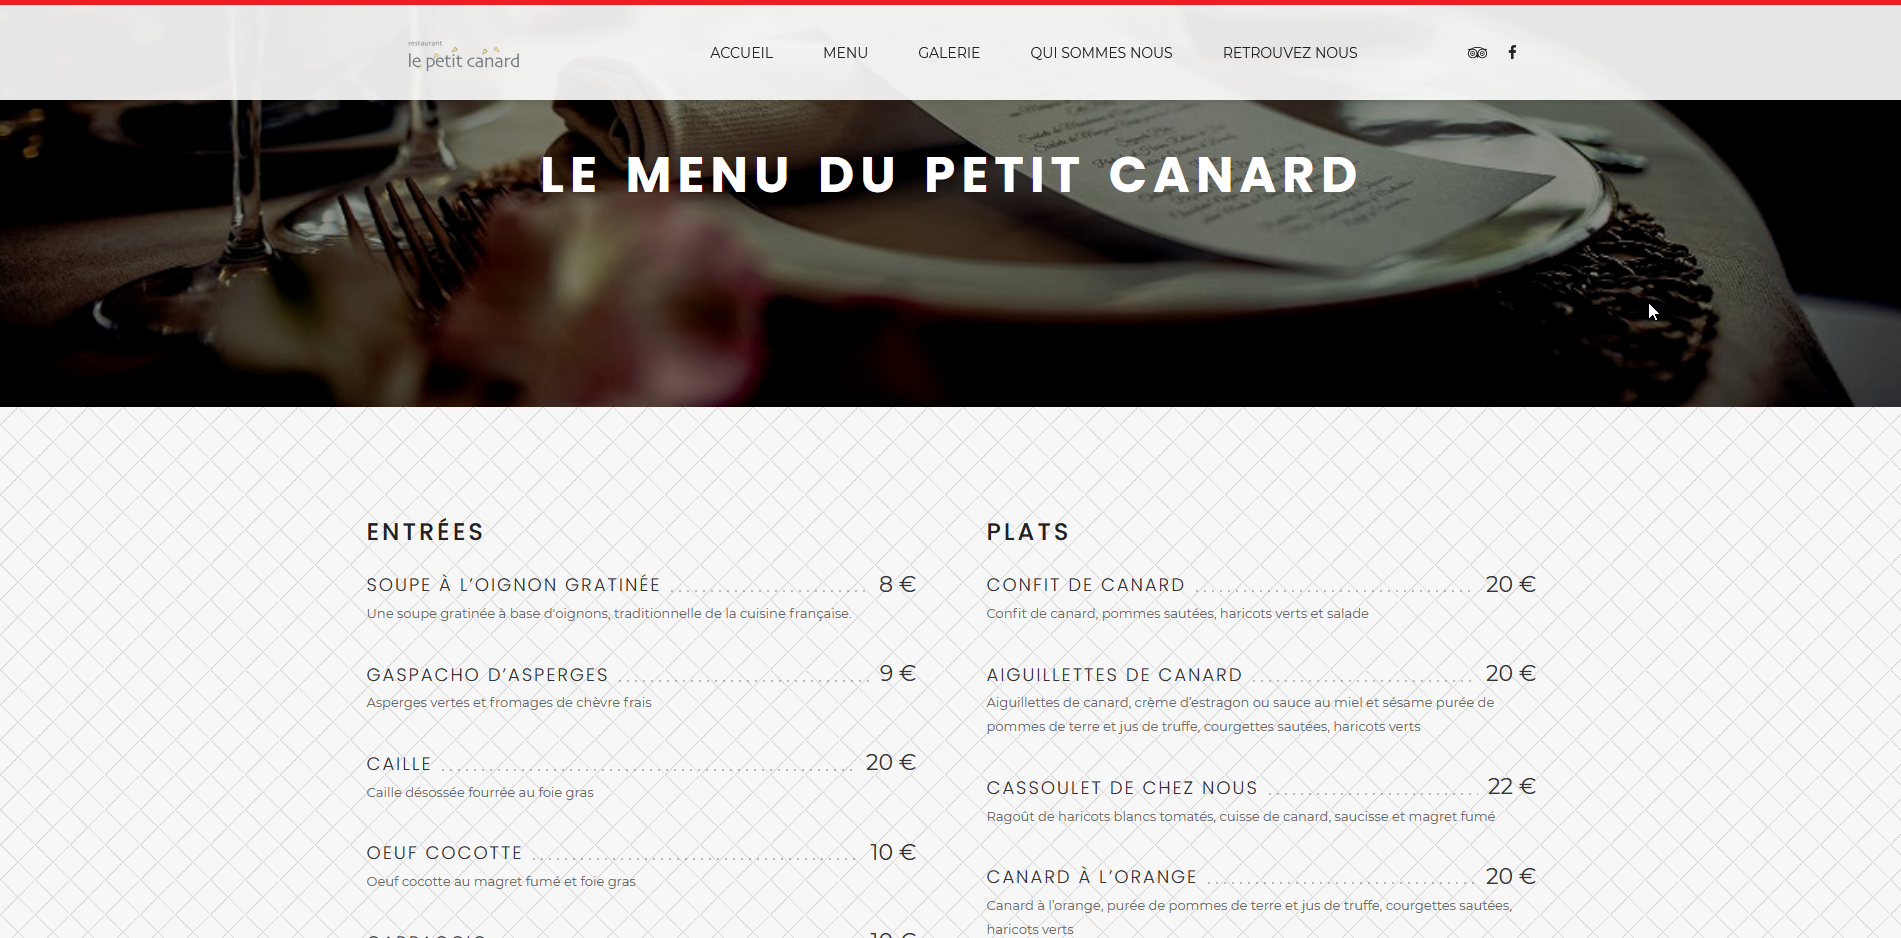 restaurant
le petit canard
ACCUEIL MENU GALERIE QUI SOMMES NOUS RETROUVEZ NOUS
LE MENU DU PETIT CANARD
ENTRÉES
SOUPE À L’OIGNON GRATINÉE 8 €
Une soupe gratinée à base d'oignons, traditionnelle de la cuisine française.
GASPACHO D’ASPERGES 9 €
Asperges vertes et fromages de chèvre frais
CAILLE 20 €
Caille désossée fourrée au foie gras
OEUF COCOTTE 10 €
Oeuf cocotte au magret fumé et foie gras
PLATS
CONFIT DE CANARD 20 €
Confit de canard, pommes sautées, haricots verts et salade
AIGUILLETTES DE CANARD 20 €
Aiguillettes de canard, crème d’estragon ou sauce au miel et sésame purée de
pommes de terre et jus de truffe, courgettes sautées, haricots verts
CASSOULET DE CHEZ NOUS 22 €
Ragoût de haricots blancs tomatés, cuisse de canard, saucisse et magret fumé
CANARD À L’ORANGE 20 €
Canard à l’orange, purée de pommes de terre et jus de truffe, courgettes sautées,
haricots verts